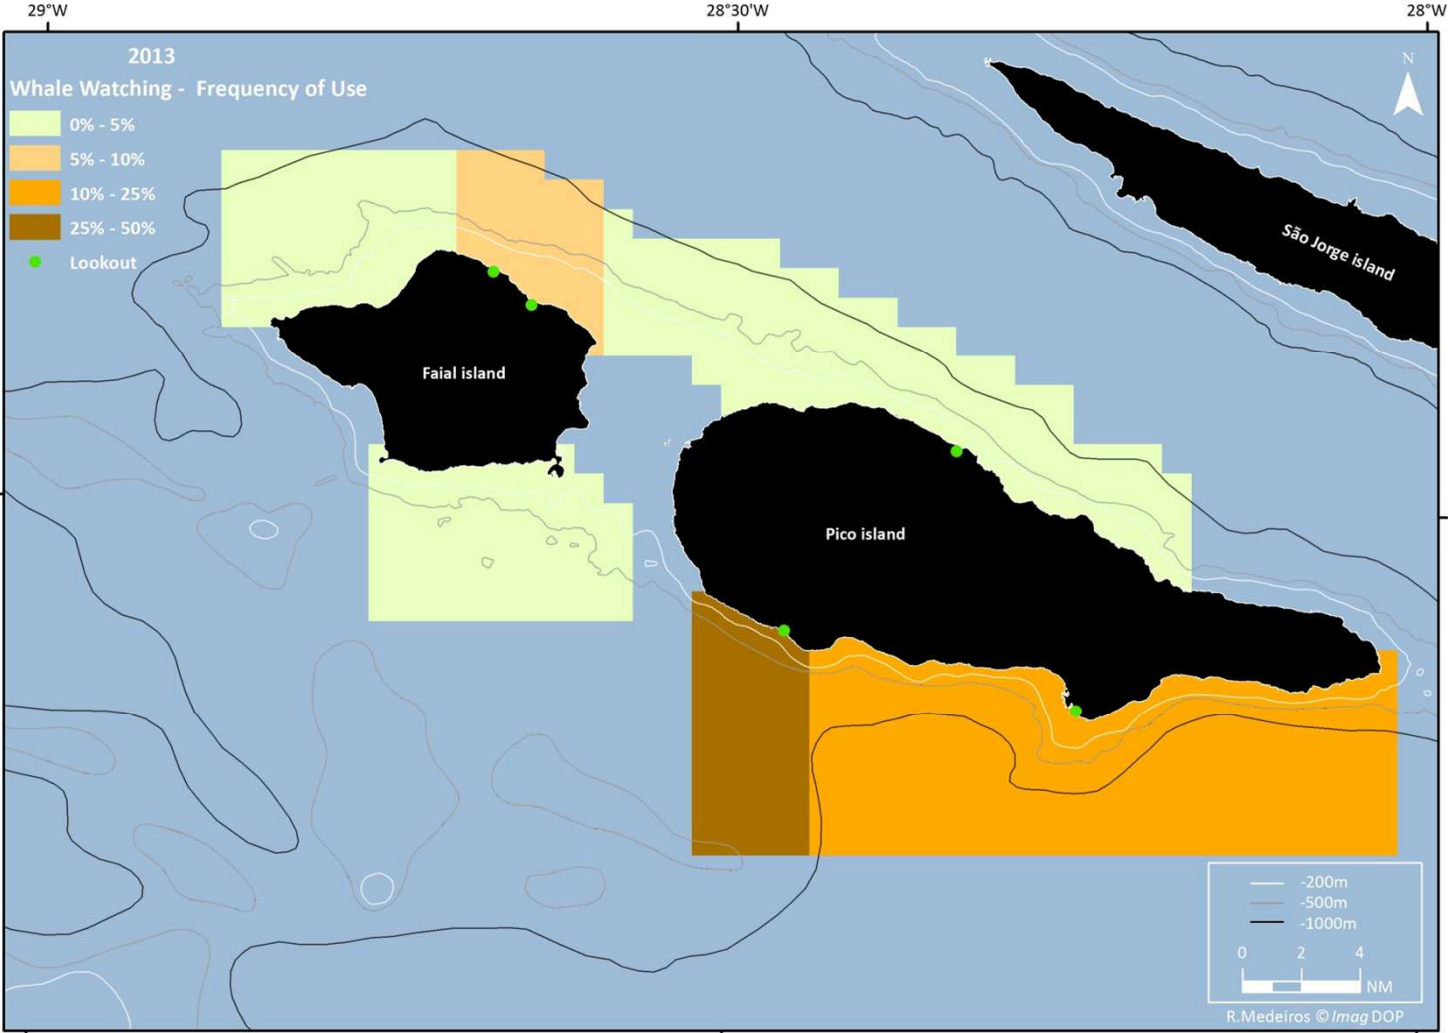 29°W
28°30'W
28°W
2013
Whale Watching - Frequency of Use
0% - 5%
5% - 10%
10% - 25%
25% - 50%
Lookout
N
São Jorge island
Faial island
Pico island
-200m
-500m
-1000m
0 2 4
NM
R.Medeiros © Imag DOP